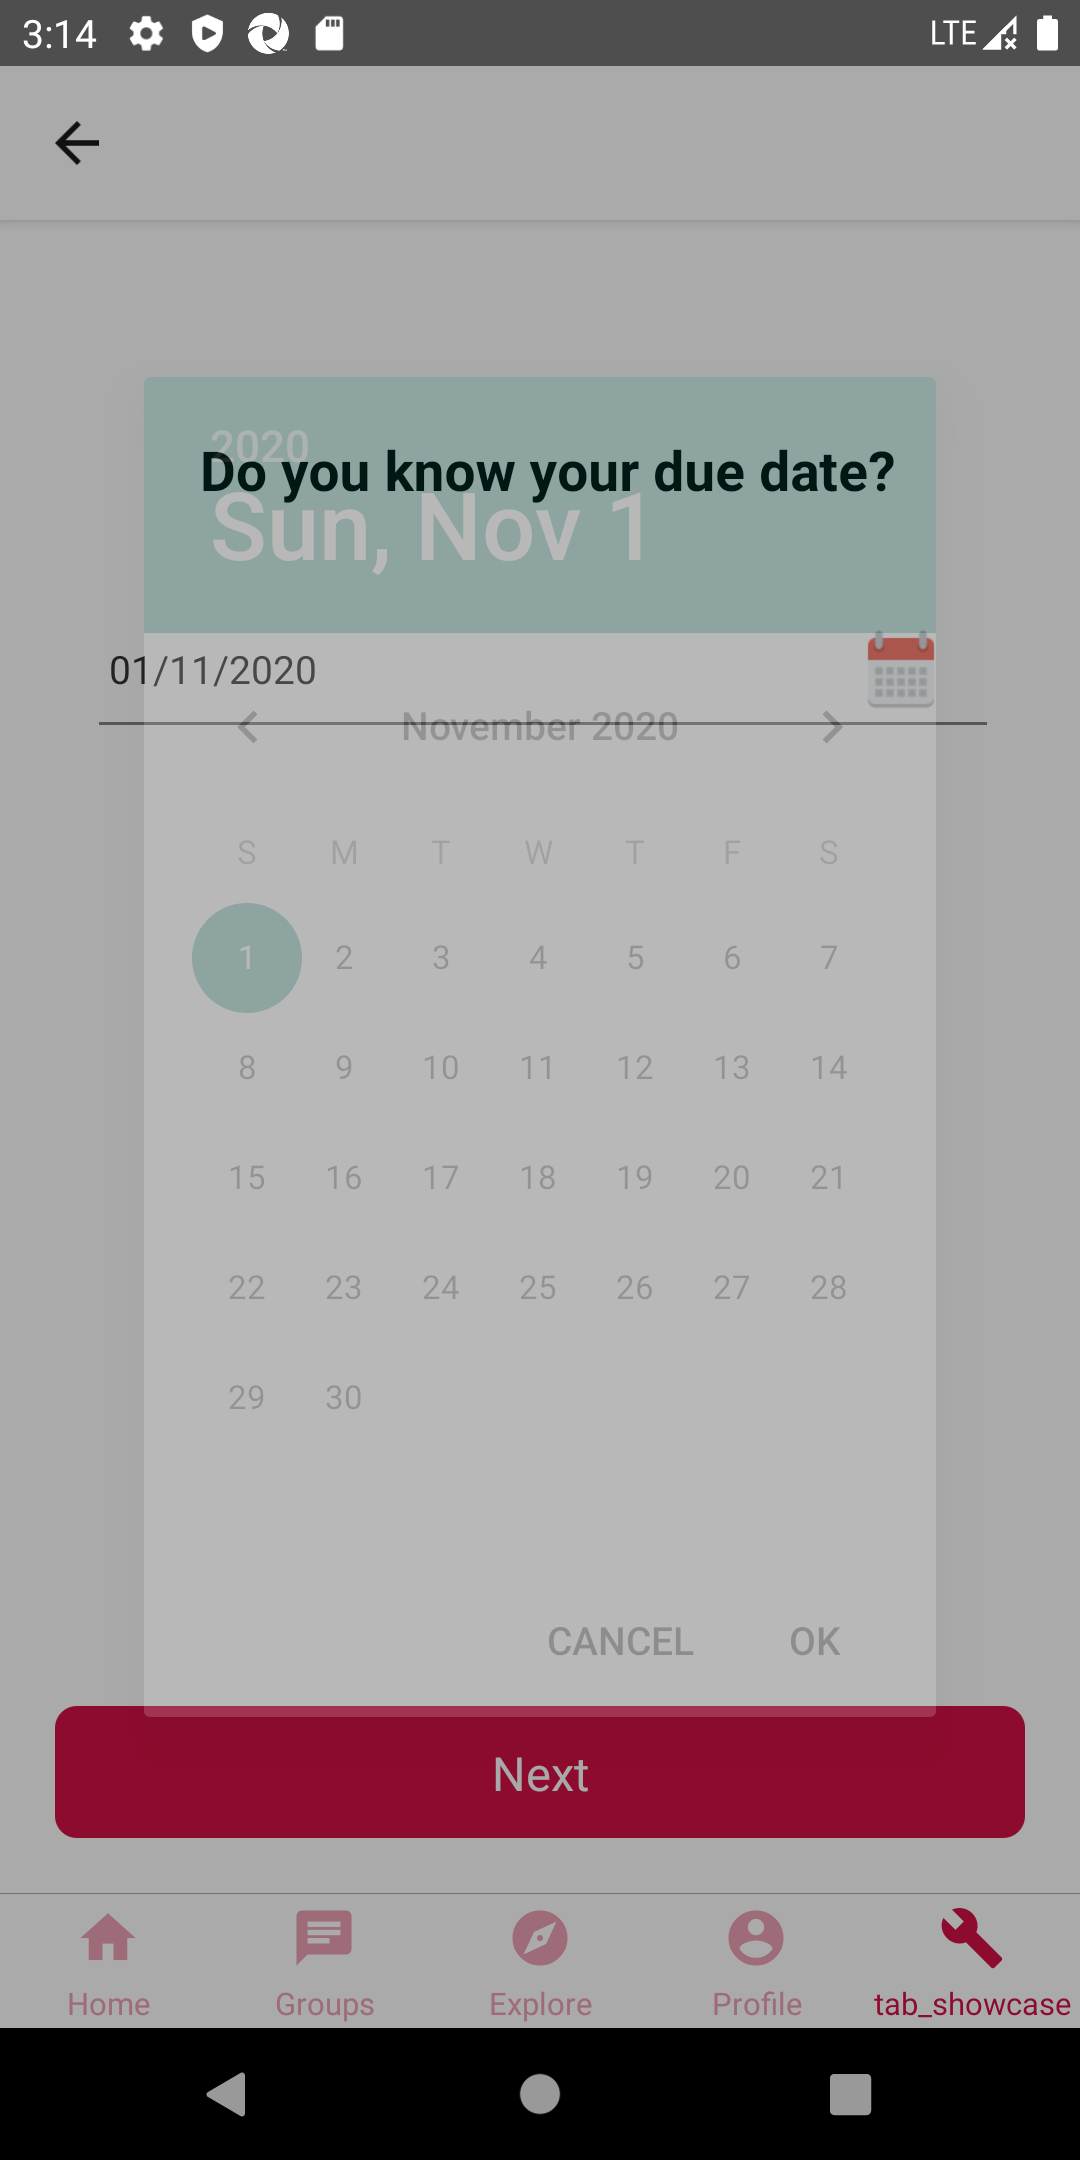 3:14 LTE
2020
Do you know your due date?
Sun, Nov 1
01/11/2020
November 2020
S M T W T F S
1 2 3 4 5 6 7
8 9 10 11 12 13 14
15 16 17 18 19 20 21
22 23 24 25 26 27 28
29 30
CANCEL OK
Next
Home Groups Explore Profile tab_showcase